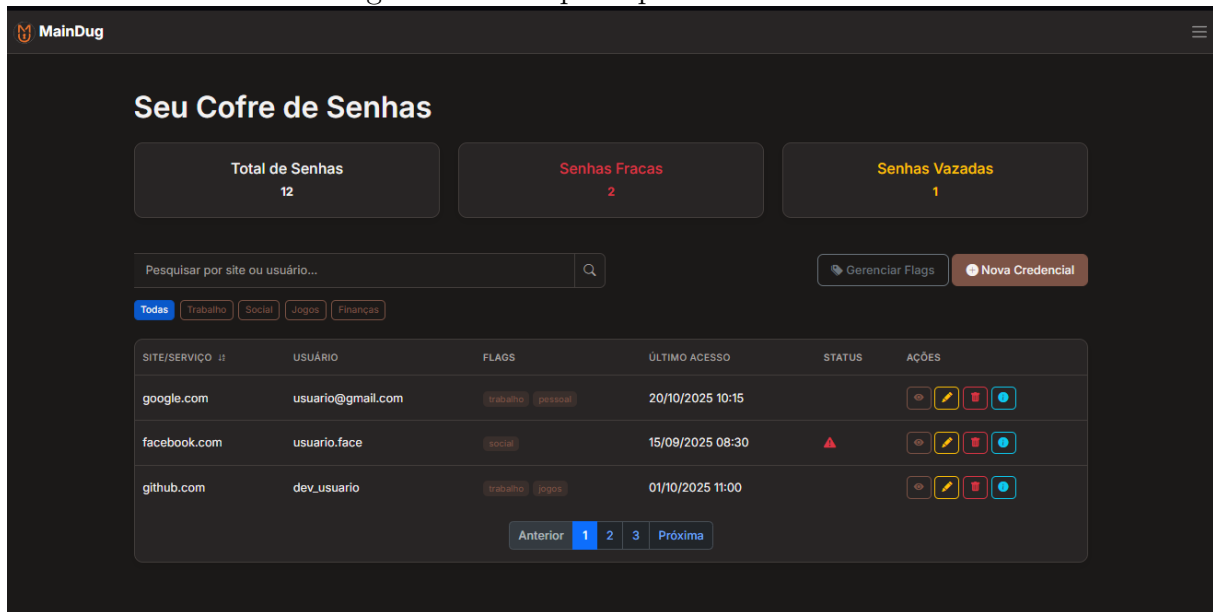 MainDug
Seu Cofre de Senhas
Total de Senhas
12
Senhas Fracas
2
Senhas Vazadas
1
Pesquisar por site ou usuário...
Gerenciar Flags
Nova Credencial
Todas Trabalho Social Jogos Finanças
SITE/SERVIÇO USUÁRIO FLAGS ÚLTIMO ACESSO STATUS AÇÕES
google.com usuario@gmail.com trabalho pessoal 20/10/2025 10:15
facebook.com usuario.face social 15/09/2025 08:30
github.com dev_usuario trabalho jogos 01/10/2025 11:00
Anterior 1 2 3 Próxima